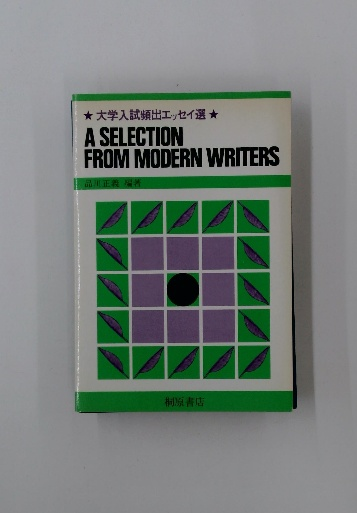 ★ 大学入試頻出エッセイ選 ★
A SELECTION
FROM MODERN WRITERS
編著
桐原書店